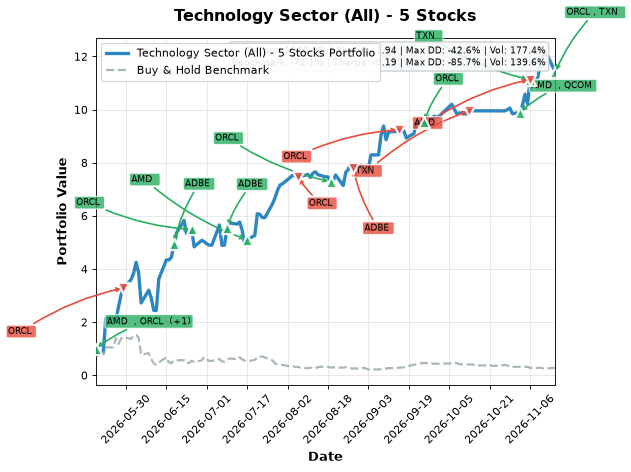 Technology Sector (All) - 5 Stocks
ORCL , TXN
TXN
Technology Sector (All) - 5 Stocks Portfolio
.94 | Max DD: -42.6% | Vol: 177.4%
Buy & Hold Benchmark
.19 | Max DD: -85.7% | Vol: 139.6%
ORCL
AMD , QCOM
AMD
ORCL
ORCL
TXN
AMD
ADBE
ADBE
ORCL
ORCL
ADBE
AMD , ORCL (+1)
ORCL
Portfolio Value
12
10
8
6
4
2
0
2026-05-30
2026-06-15
2026-07-01
2026-07-17
2026-08-02
2026-08-18
2026-09-03
2026-09-19
2026-10-05
2026-10-21
2026-11-06
Date